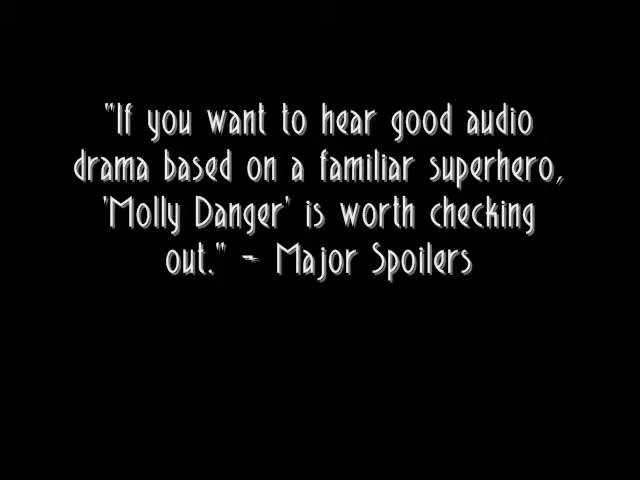 "If you want to hear good audio
drama based on a familiar superhero,
'Molly Danger' is worth checking
out." - Major Spoilers